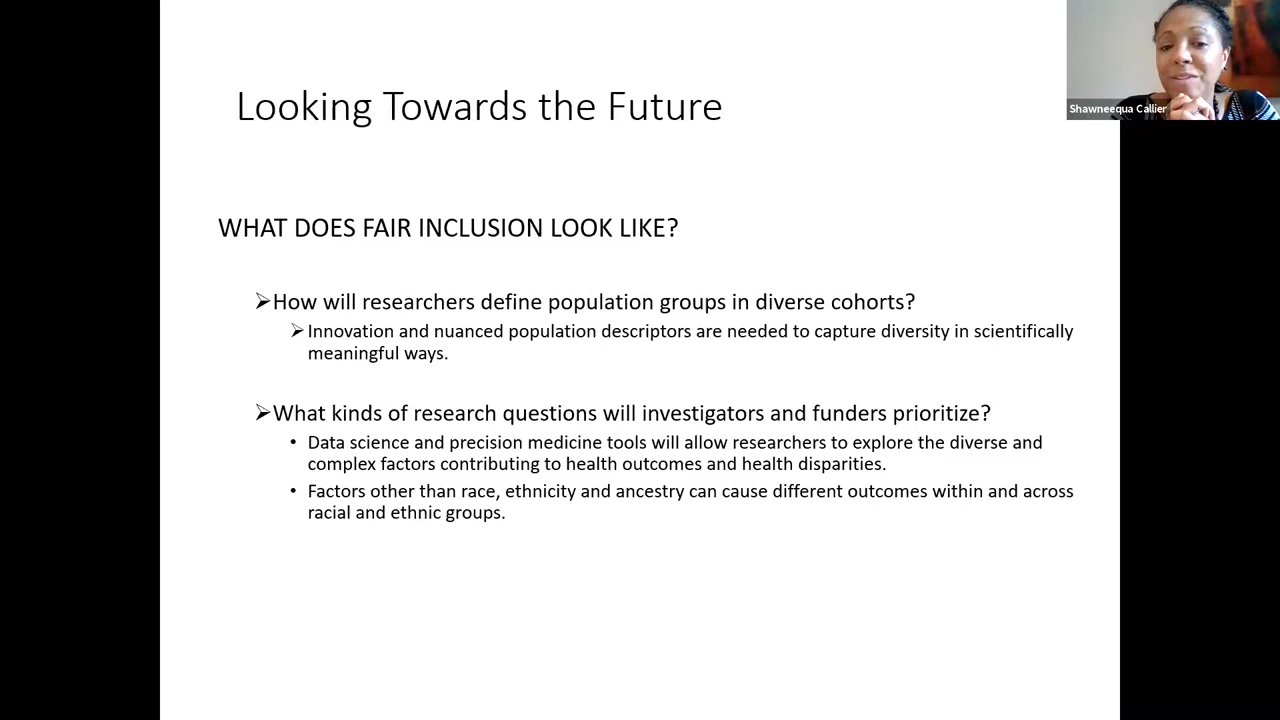 Looking Towards the Future
Shawneequa Callier
WHAT DOES FAIR INCLUSION LOOK LIKE?
➢How will researchers define population groups in diverse cohorts?
➢Innovation and nuanced population descriptors are needed to capture diversity in scientifically
meaningful ways.
➢What kinds of research questions will investigators and funders prioritize?
• Data science and precision medicine tools will allow researchers to explore the diverse and
complex factors contributing to health outcomes and health disparities.
• Factors other than race, ethnicity and ancestry can cause different outcomes within and across
racial and ethnic groups.